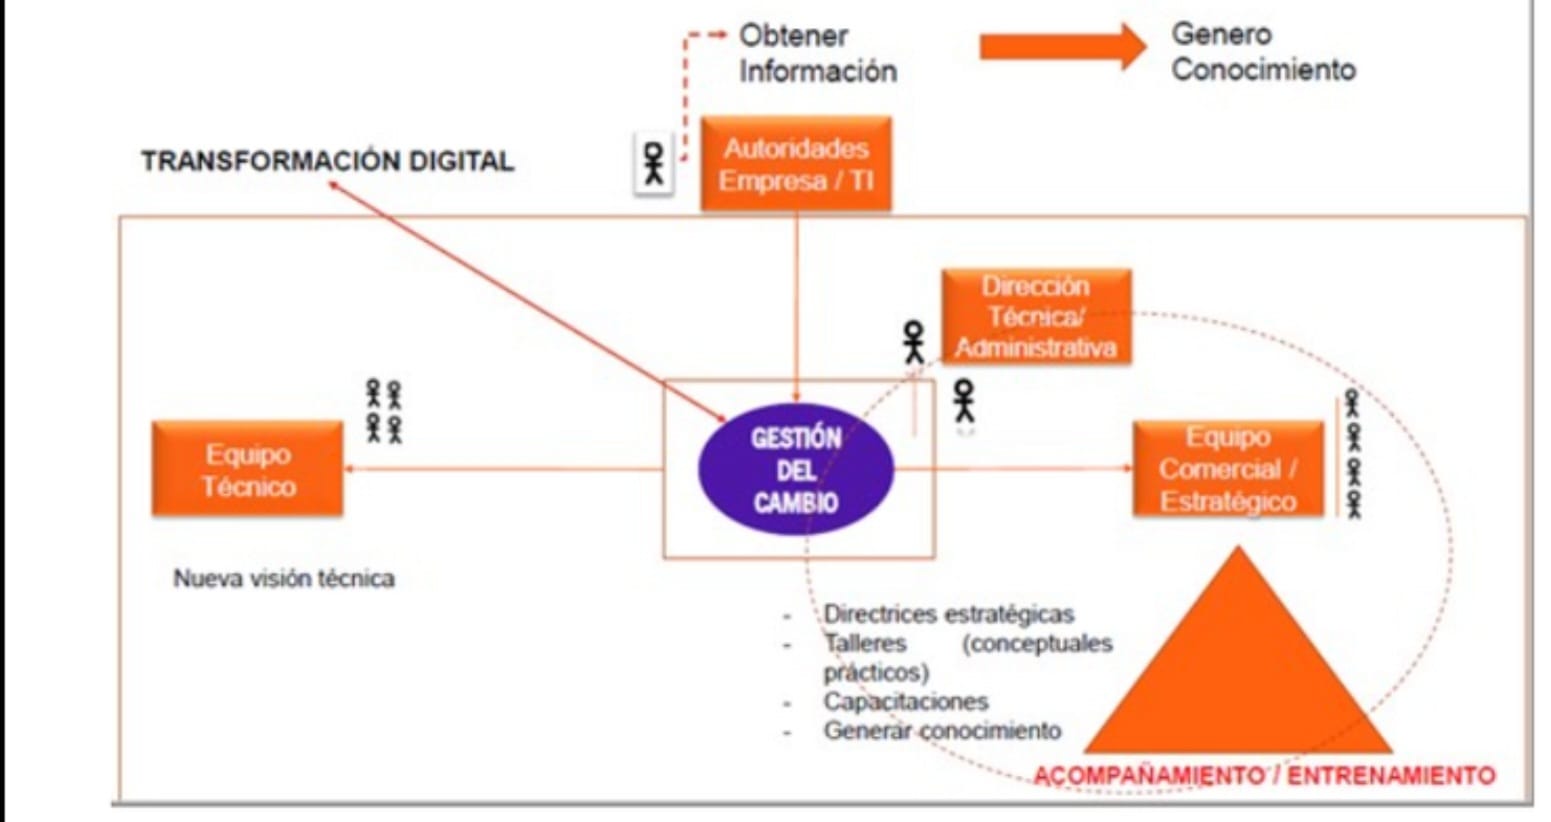 Obtener
Información
Genero
Conocimiento
TRANSFORMACIÓN DIGITAL
Autoridades
Empresa / TI
Dirección
Técnica/
Administrativa
GESTIÓN
DEL
CAMBIO
Equipo
Técnico
Equipo
Comercial /
Estratégico
Nueva visión técnica
- Directrices estratégicas
- Talleres (conceptuales
prácticos)
- Capacitaciones
- Generar conocimiento
ACOMPAÑAMIENTO / ENTRENAMIENTO